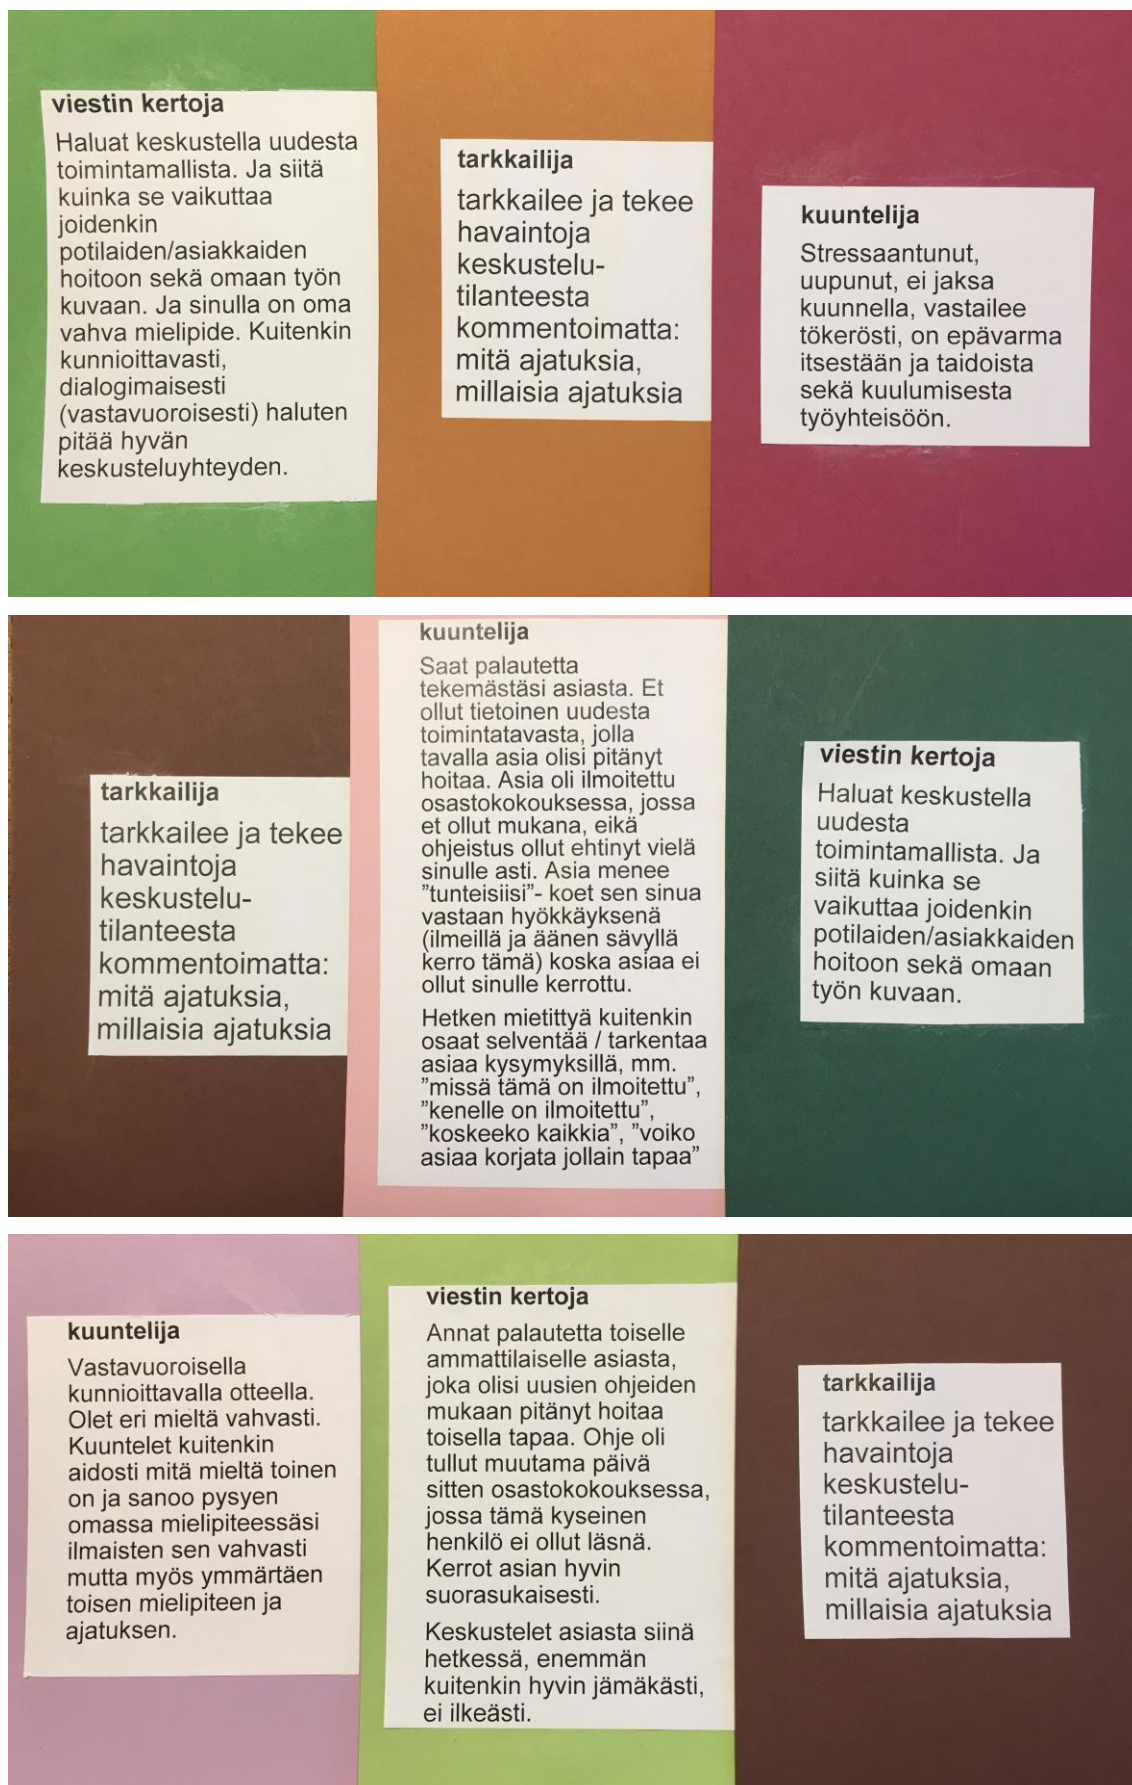 viestin kertoja
Haluat keskustella uudesta
toimintamallista. Ja siitä
kuinka se vaikuttaa
joidenkin
potilaiden/asiakkaiden
hoitoon sekä omaan työn
kuvaan. Ja sinulla on oma
vahva mielipide. Kuitenkin
kunnioittavasti,
dialogimaisesti
(vastavuoroisesti) haluten
pitää hyvän
keskusteluyhteyden.
tarkkailija
tarkkailee ja tekee
havaintoja
keskustelu-
tilanteesta
kommentoimatta:
mitä ajatuksia,
millaisia ajatuksia
kuuntelija
Stressaantunut,
uupunut, ei jaksa
kuunnella, vastailee
tökerösti, on epävarma
itsestään ja taidoista
sekä kuulumisesta
työyhteisöön.
tarkkailija
tarkkailee ja tekee
havaintoja
keskustelu-
tilanteesta
kommentoimatta:
mitä ajatuksia,
millaisia ajatuksia
kuuntelija
Saat palautetta
tekemästäsi asiasta. Et
ollut tietoinen uudesta
toimintatavasta, jolla
tavalla asia olisi pitänyt
hoitaa. Asia oli ilmoitettu
osastokokouksessa, jossa
et ollut mukana, eikä
ohjeistus ollut ehtinyt vielä
sinulle asti. Asia menee
”tunteisiisi”- koet sen sinua
vastaan hyökkäyksenä
(ilmeillä ja äänen sävyllä
kerro tämä) koska asiaa ei
ollut sinulle kerrottu.
Hetken mietittyä kuitenkin
osaat selventää / tarkentaa
asiaa kysymyksillä, mm.
”missä tämä on ilmoitettu”,
”kenelle on ilmoitettu”,
”koskeeko kaikkia”, ”voiko
asiaa korjata jollain tapaa”
viestin kertoja
Haluat keskustella
uudesta
toimintamallista. Ja
siitä kuinka se
vaikuttaa joidenkin
potilaiden/asiakkaiden
hoitoon sekä omaan
työn kuvaan.
kuuntelija
Vastavuoroisella
kunnioittavalla otteella.
Olet eri mieltä vahvasti.
Kuuntelet kuitenkin
aidosti mitä mieltä toinen
on ja sanoo pysyen
omassa mielipiteessäsi
ilmaisten sen vahvasti
mutta myös ymmärtäen
toisen mielipiteen ja
ajatuksen.
viestin kertoja
Annat palautetta toiselle
ammattilaiselle asiasta,
joka olisi uusien ohjeiden
mukaan pitänyt hoitaa
toisella tapaa. Ohje oli
tullut muutama päivä
sitten osastokokouksessa,
jossa tämä kyseinen
henkilö ei ollut läsnä.
Kerrot asian hyvin
suorasukaisesti.
Keskustelet asiasta siinä
hetkessä, enemmän
kuitenkin hyvin jämäkästi,
ei ilkeästi.
tarkkailija
tarkkailee ja tekee
havaintoja
keskustelu-
tilanteesta
kommentoimatta:
mitä ajatuksia,
millaisia ajatuksia